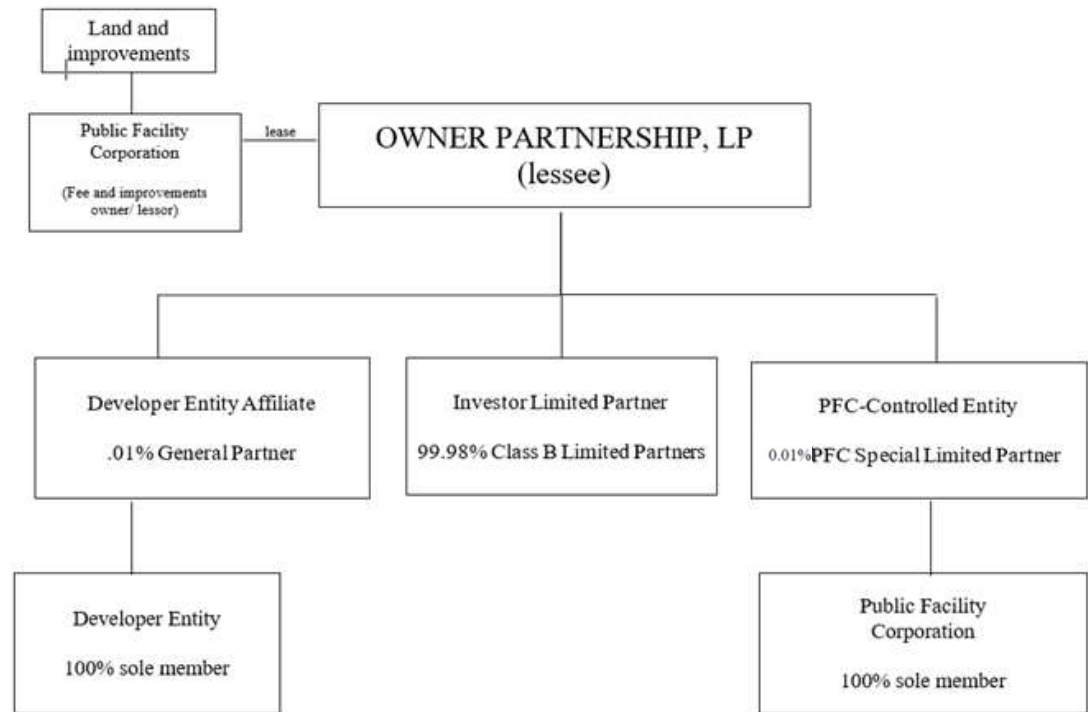 Land and
improvements
Public Facility
Corporation
(Fee and improvements
owner/ lessor)
lease
OWNER PARTNERSHIP, LP
(lessee)
Developer Entity Affiliate
.01% General Partner
Investor Limited Partner
99.98% Class B Limited Partners
PFC-Controlled Entity
0.01%PFC Special Limited Partner
Developer Entity
100% sole member
Public Facility
Corporation
100% sole member